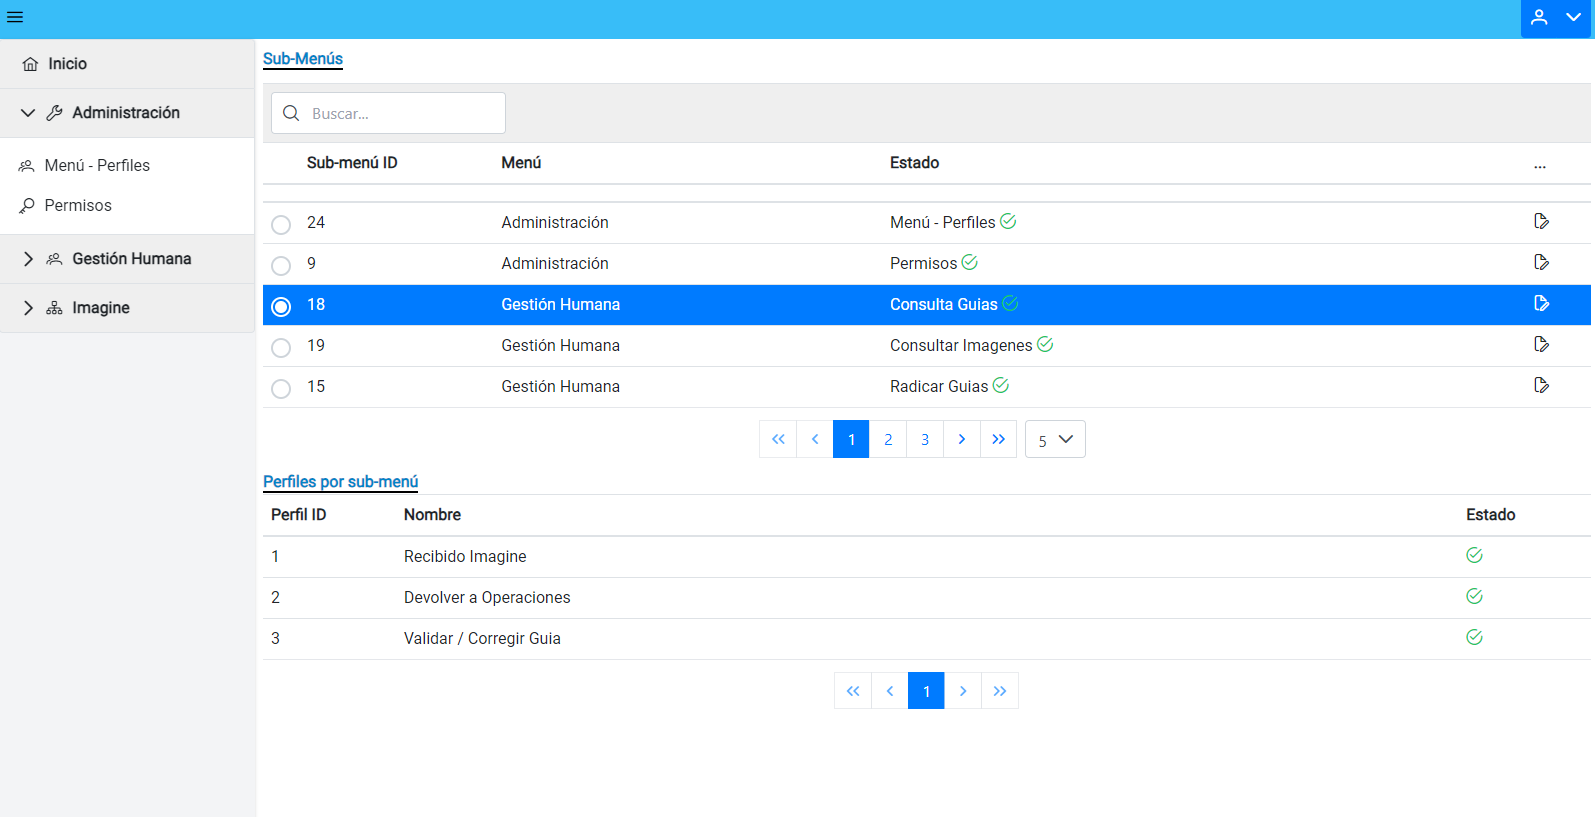 Inicio
Administración
Menú - Perfiles
Permisos
Gestión Humana
Imagine
Sub-Menús
Buscar...
Sub-menú ID Menú Estado ...
24 Administración Menú - Perfiles
9 Administración Permisos
18 Gestión Humana Consulta Guias
19 Gestión Humana Consultar Imagenes
15 Gestión Humana Radicar Guias
1 2 3 5
Perfiles por sub-menú
Perfil ID Nombre Estado
1 Recibido Imagine
2 Devolver a Operaciones
3 Validar / Corregir Guia
1